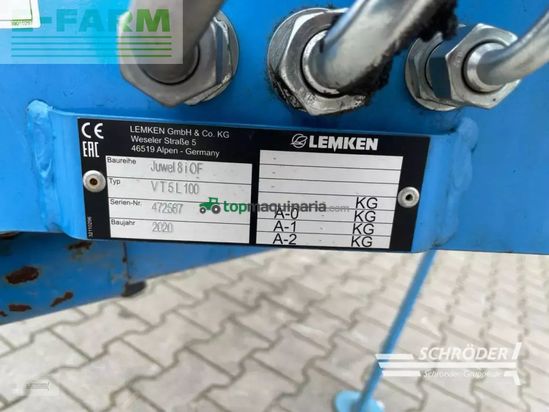 E-FARM
LEMKEN GmbH & Co. KG
Weseler Straße 5
46519 Alpen - Germany
CE
EAC
Baureihe Juwel 8 i OF
Typ VT 5 L 100
Serien-Nr. 472687
Baujahr 2020
LEMKEN
KG
A-0 KG
A-1 KG
A-2 KG
topmaquinaria.com
SCHRÖDER
Schröder-Gruppe.de